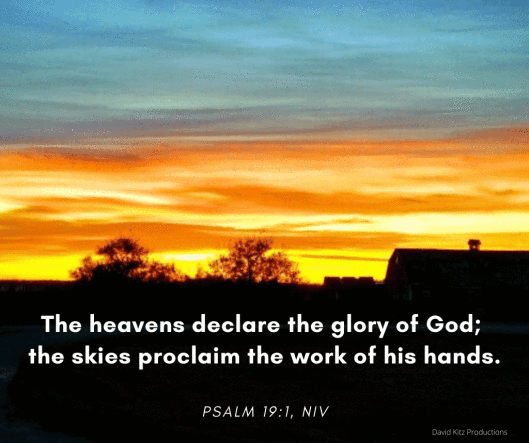 The heavens declare the glory of God;
the skies proclaim the work of his hands.
PSALM 19:1, NIV
David Kitz Productions